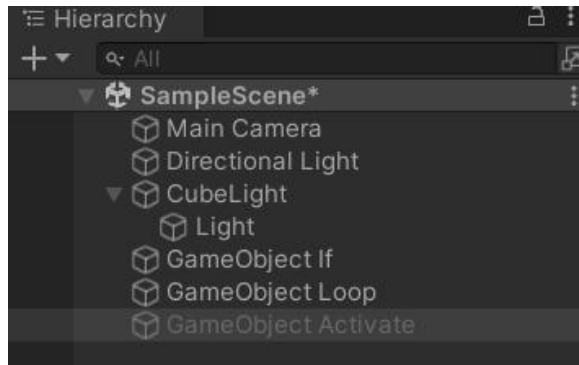 Hierarchy
All
SampleScene*
Main Camera
Directional Light
CubeLight
Light
GameObject If
GameObject Loop
GameObject Activate